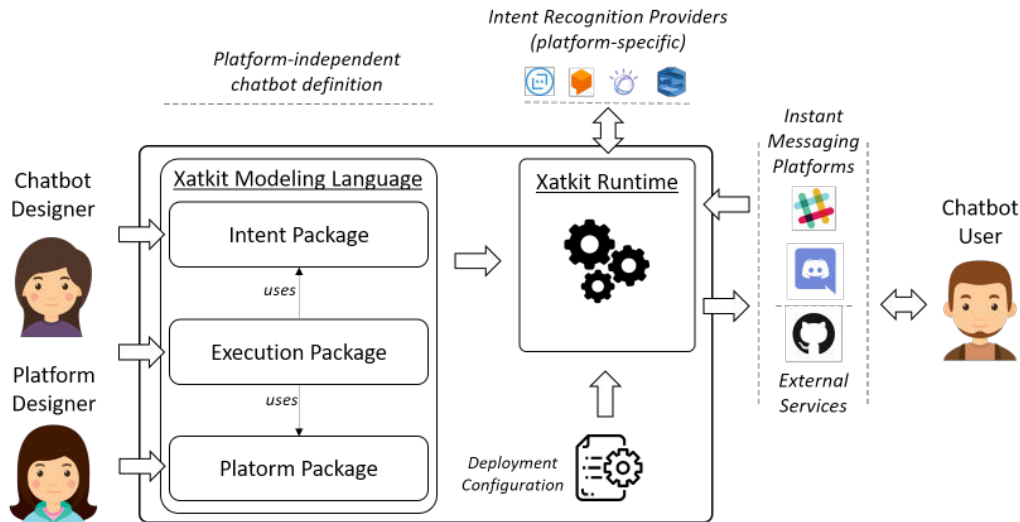 Intent Recognition Providers
(platform-specific)
Platform-independent
chatbot definition
Instant
Messaging
Platforms
Chatbot
Designer
Xatkit Modeling Language
Xatkit Runtime
Intent Package
Chatbot
User
uses
Execution Package
Platform
Designer
uses
External
Services
Platorm Package
Deployment
Configuration